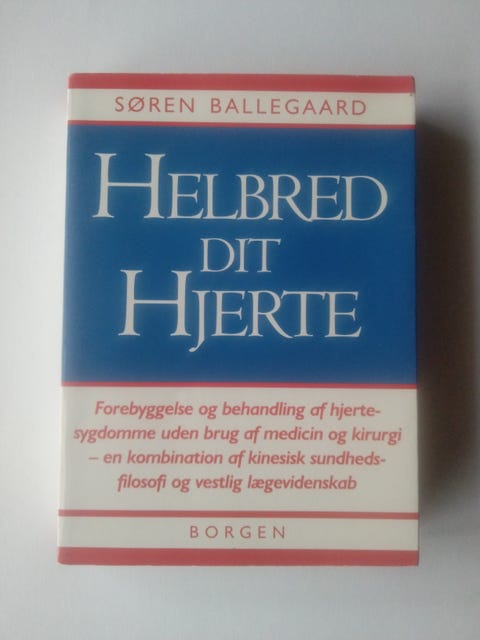 SØREN BALLEGAARD
HELBRED
DIT
HJERTE
Forebyggelse og behandling af hjerte-
sygdomme uden brug af medicin og kirurgi
– en kombination af kinesisk sundheds-
filosofi og vestlig lægevidenskab
BORGEN